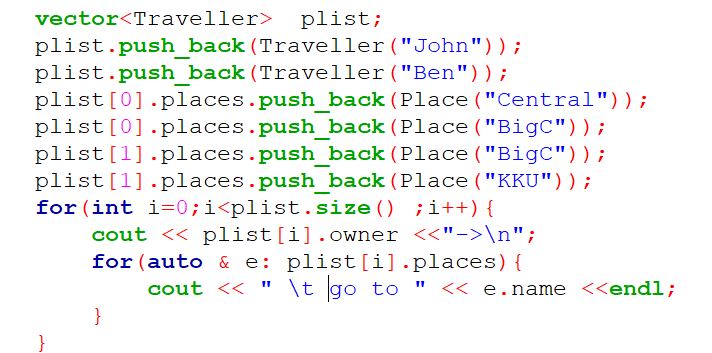 vector<Traveller>  plist;
plist.push_back(Traveller("John"));
plist.push_back(Traveller("Ben"));
plist[0].places.push_back(Place("Central"));
plist[0].places.push_back(Place("BigC"));
plist[1].places.push_back(Place("BigC"));
plist[1].places.push_back(Place("KKU"));
for(int i=0;i<plist.size() ;i++){
    cout << plist[i].owner <<"->\n";
    for(auto & e: plist[i].places){
        cout << " \t go to " << e.name <<endl;
    }
}